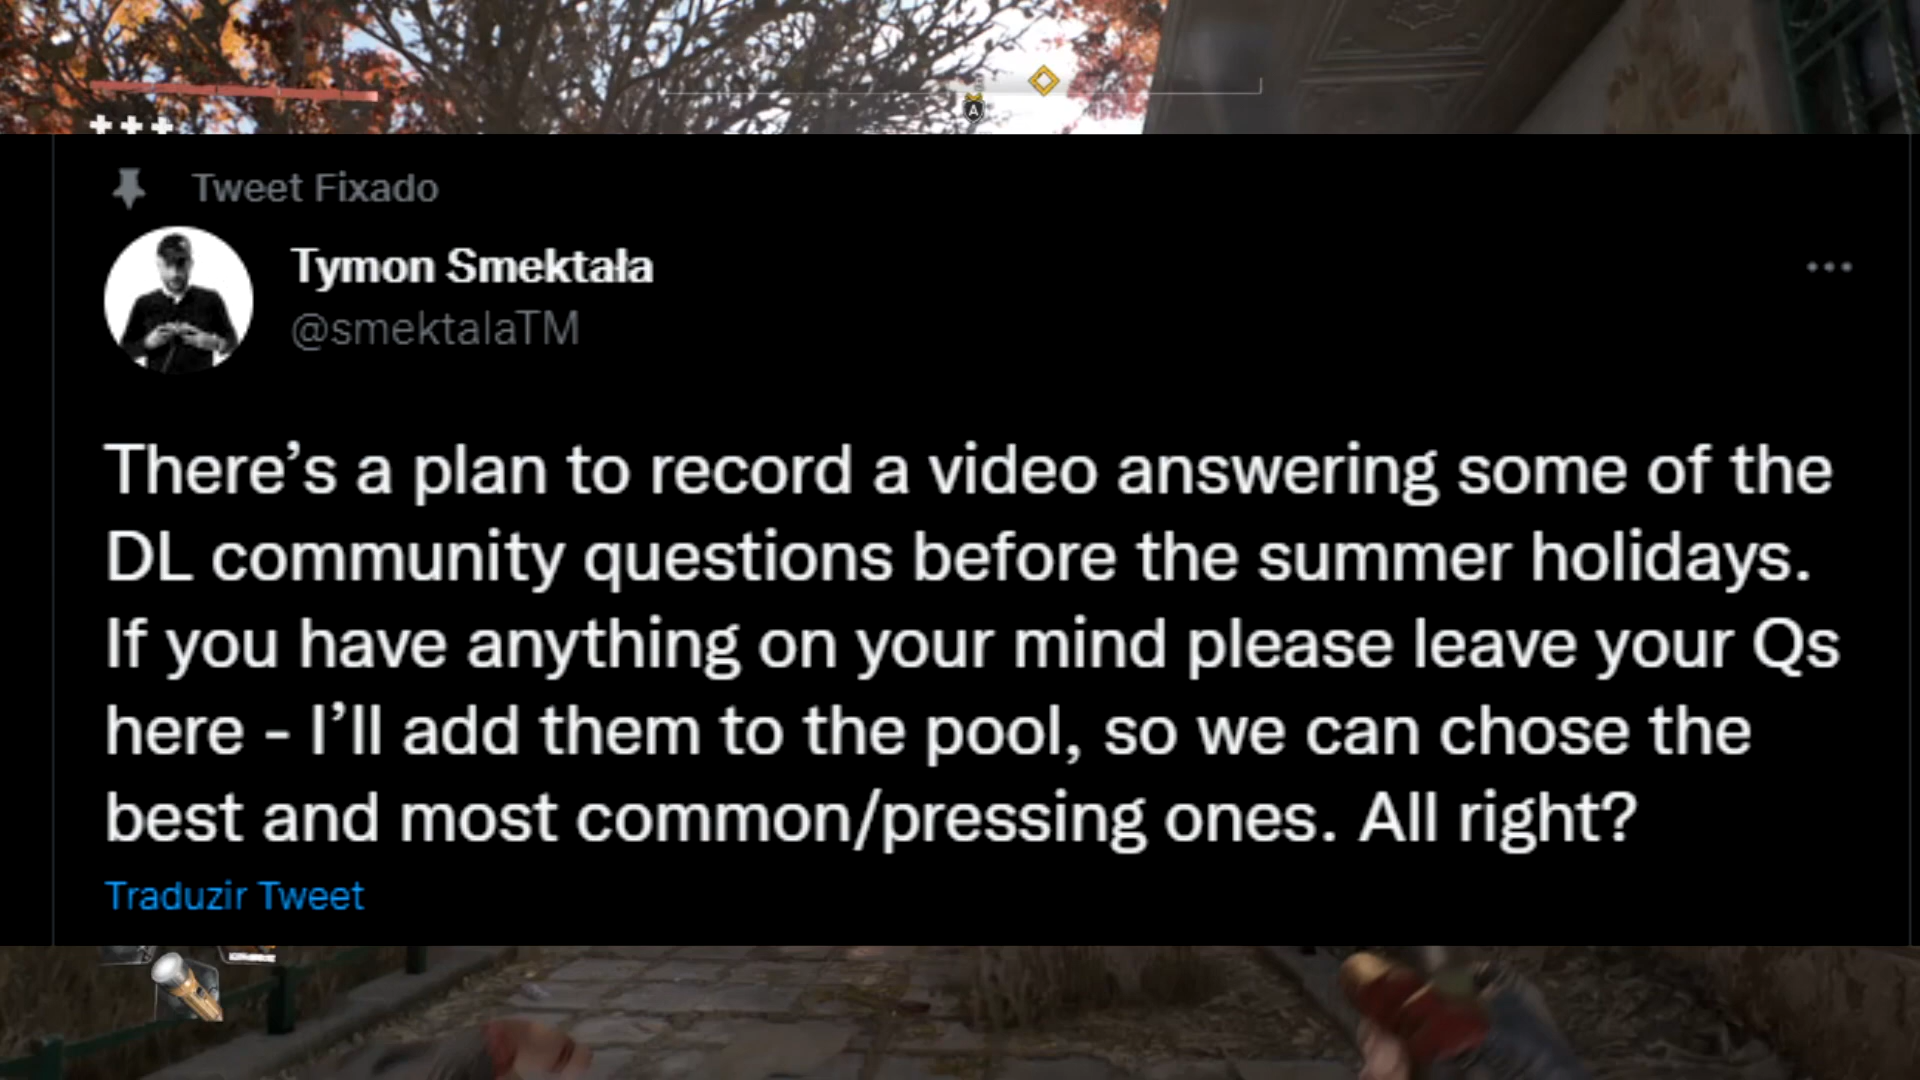 A
Tweet Fixado
Tymon Smektała
@smektalaTM
There’s a plan to record a video answering some of the
DL community questions before the summer holidays.
If you have anything on your mind please leave your Qs
here - I’ll add them to the pool, so we can chose the
best and most common/pressing ones. All right?
Traduzir Tweet